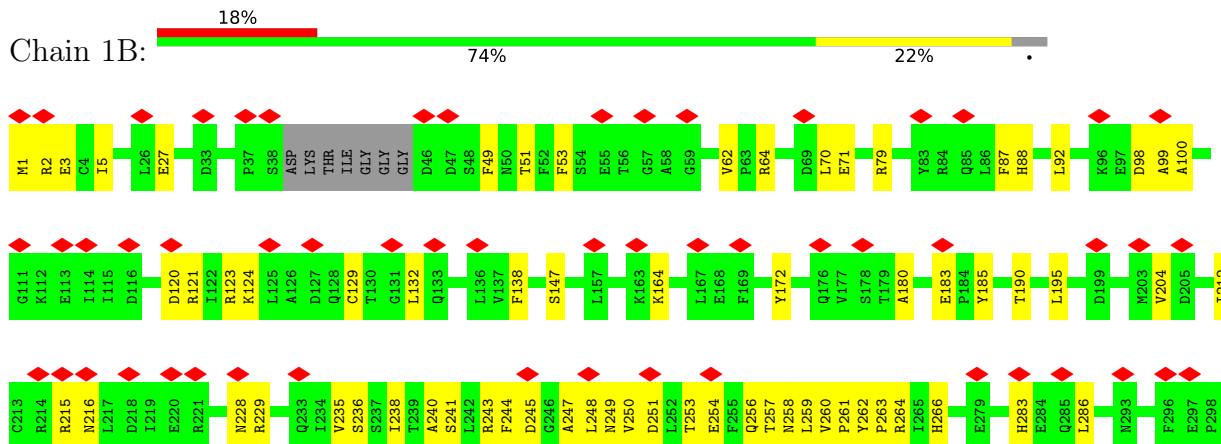 18%
Chain 1B:
74% 22% •
M1 R2 E3 C4 I5 L26 E27 D33 P37 S38 ASP LYS THR ILE GLY GLY GLY D46 D47 S48 F49 N50 T51 F52 F53 S54 E55 T56 G57 A58 G59 V62 P63 R64 D69 L70 E71 R79 Y83 R84 Q85 L86 F87 H88 L92 K96 E97 D98 A99 A100
G111 K112 E113 I114 I115 D116 D120 R121 I122 R123 K124 L125 A126 D127 Q128 C129 T130 G131 L132 Q133 L136 V137 F138 S147 L157 K163 K164 L167 E168 F169 Y172 Q176 V177 S178 T179 A180 E183 P184 Y185 T190 L195 D199 M203 V204 D205
C213 R214 R215 N216 L217 D218 I219 E220 R221 N228 R229 Q233 I234 V235 S236 S237 I238 T239 A240 S241 L242 R243 F244 D245 G246 A247 L248 N249 V250 D251 L252 T253 E254 F255 Q256 T257 N258 L259 V260 P261 Y262 P263 R264 I265 H266 E279 H283 E284 Q285 L286 N293 F296 E297 P298